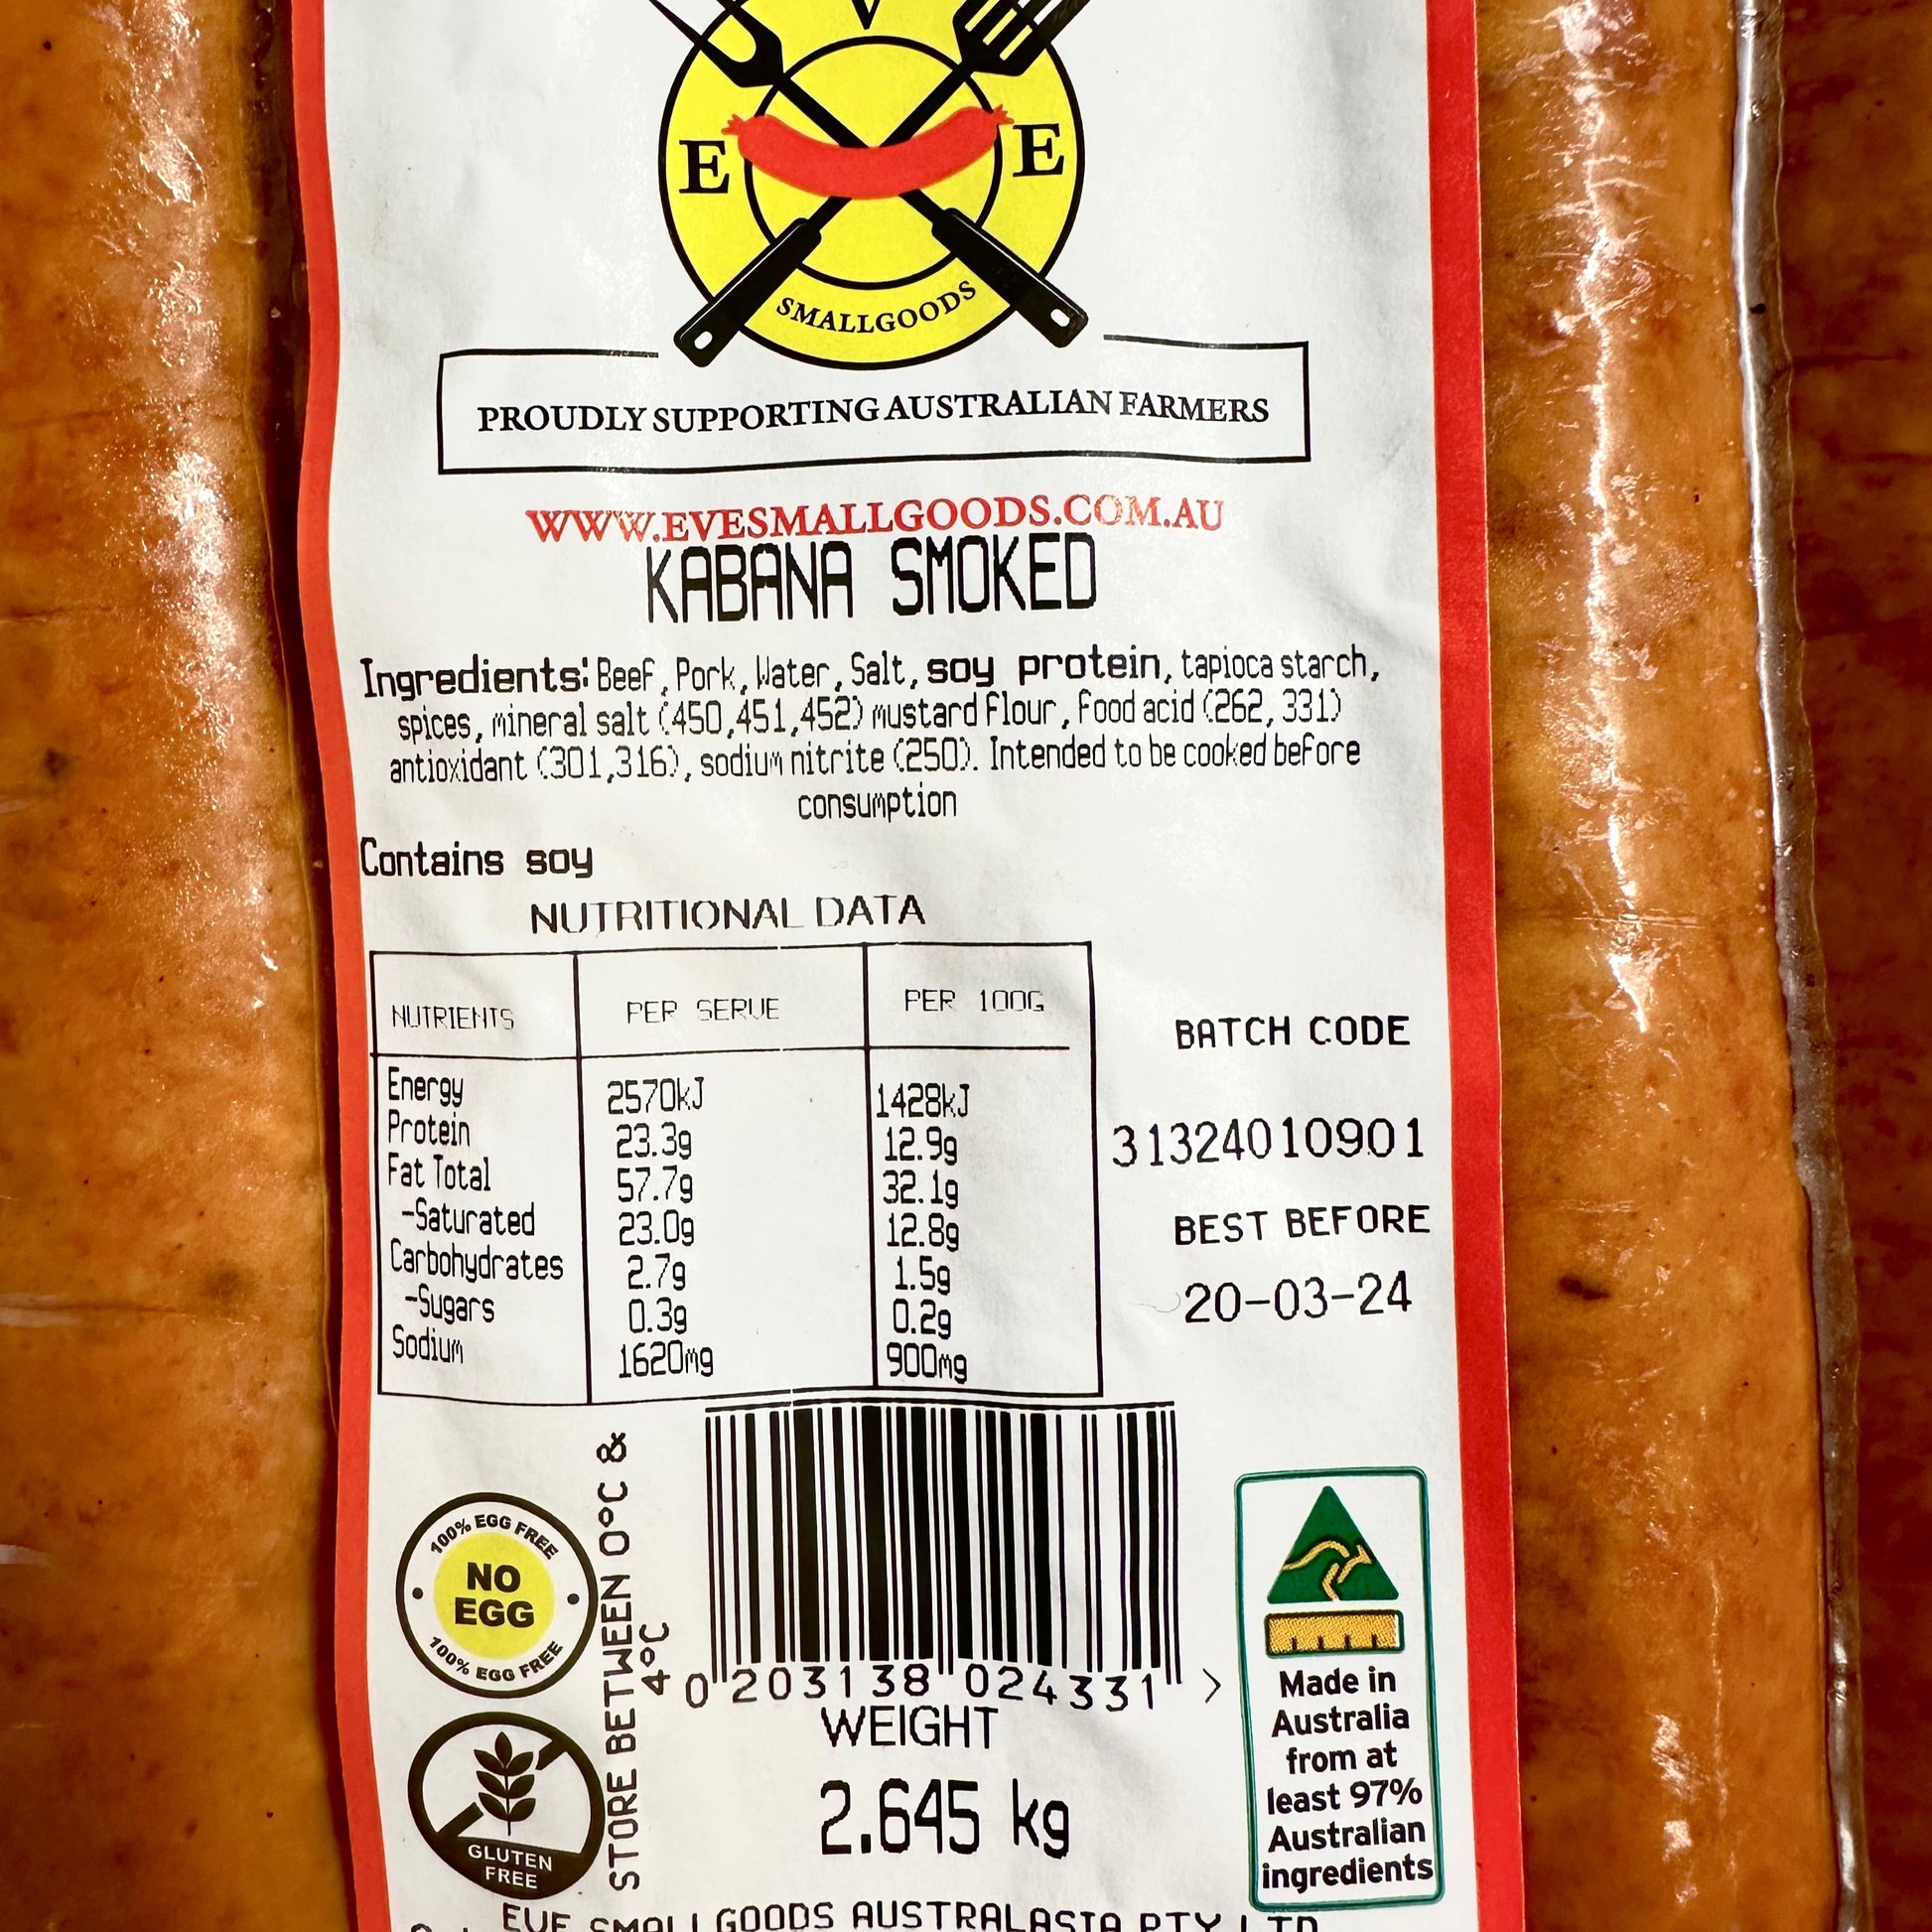 V
E E
SMALLGOODS
PROUDLY SUPPORTING AUSTRALIAN FARMERS
WWW.EVESMALLGOODS.COM.AU
KABANA SMOKED
Ingredients: Beef, Pork, Water, Salt, soy protein, tapioca starch,
spices, mineral salt (450,451,452) mustard flour, Food acid (262, 331)
antioxidant (301,316), sodium nitrite (250). Intended to be cooked before
consumption
Contains soy
NUTRITIONAL DATA
NUTRIENTS PER SERVE PER 100G
Energy 2570kJ 1428kJ
Protein 23.3g 12.9g
Fat Total 57.7g 32.1g
-Saturated 23.0g 12.8g
Carbohydrates 2.7g 1.5g
-Sugars 0.3g 0.2g
Sodium 1620mg 900mg
BATCH CODE
31324010901
BEST BEFORE
20-03-24
100% EGG FREE
NO
EGG
100% EGG FREE
GLUTEN
FREE
STORE BETWEEN 0°C &
4°C
0 203138 024331 >
WEIGHT
2.645 kg
Made in
Australia
from at
least 97%
Australian
ingredients
EVE SMALLGOODS AUSTRALASIA PTY LTD